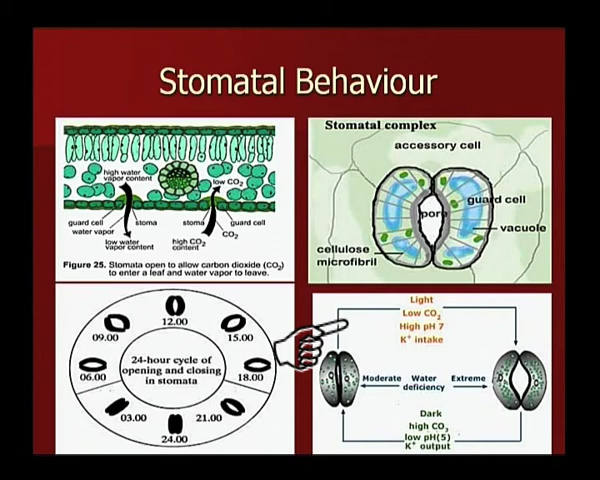 Stomatal Behaviour
high water
vapor content
low CO2
guard cell
water vapor
stoma
stoma
guard cell
low water
vapor content
high CO2
content
CO2
Figure 25. Stomata open to allow carbon dioxide (CO2)
to enter a leaf and water vapor to leave.
Stomatal complex
accessory cell
guard cell
pore
vacuole
cellulose
microfibril
12.00
09.00
15.00
24-hour cycle of
opening and closing
in stomata
06.00
18.00
03.00
21.00
24.00
Light
Low CO2
High pH 7
K+ intake
Moderate Water Extreme
deficiency
Dark
high CO2
low pH(5)
K+ output